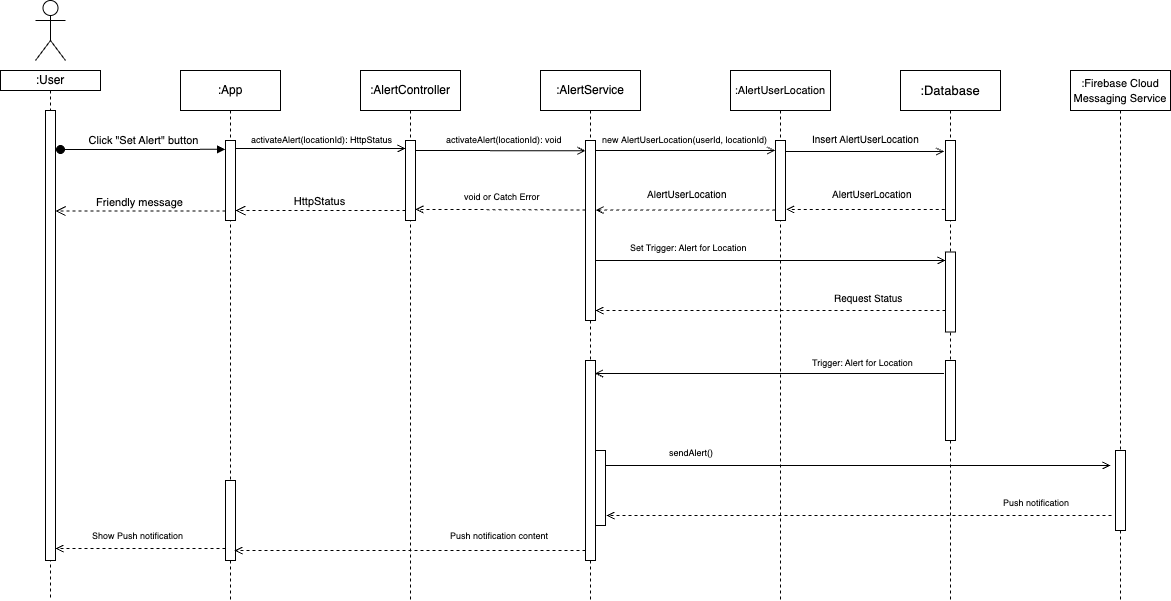 :User
:App
:AlertController
:AlertService
:AlertUserLocation
:Database
:Firebase Cloud
Messaging Service
Click "Set Alert" button
activateAlert(locationId): HttpStatus
activateAlert(locationId): void
new AlertUserLocation(userId, locationId)
Insert AlertUserLocation
Friendly message
HttpStatus
void or Catch Error
AlertUserLocation
AlertUserLocation
Set Trigger: Alert for Location
Request Status
Trigger: Alert for Location
sendAlert()
Push notification
Show Push notification
Push notification content